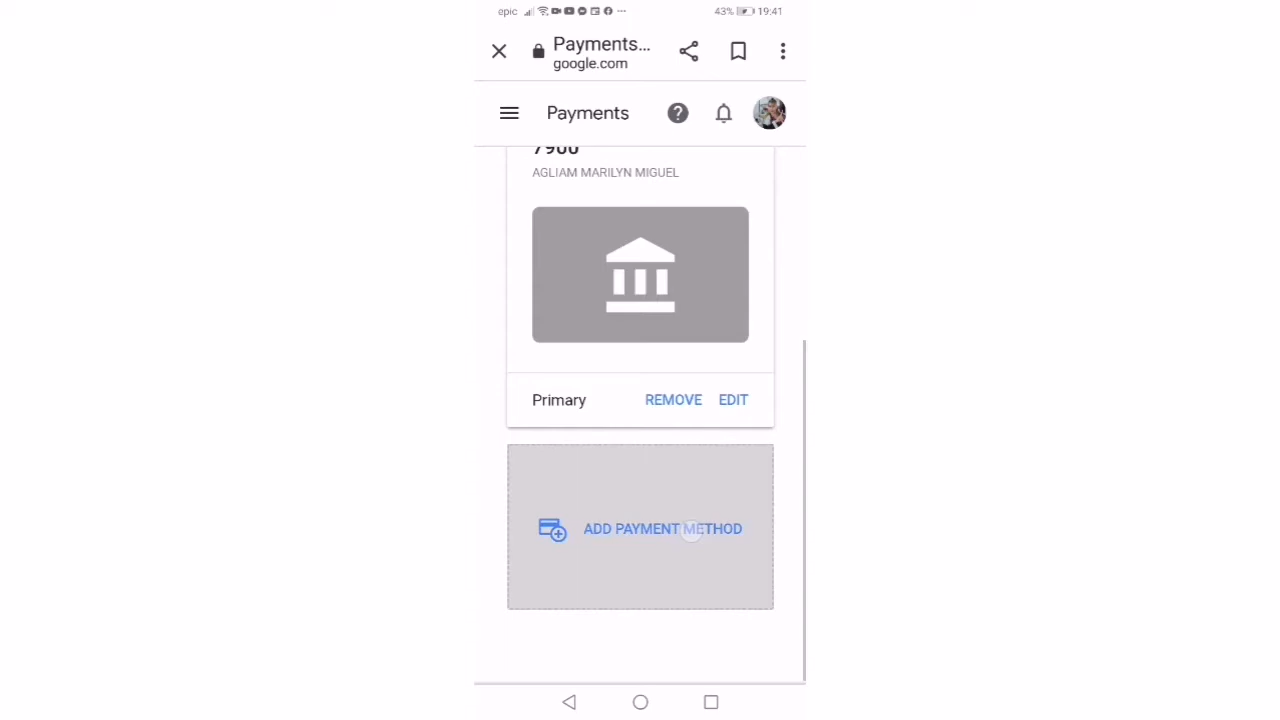 epic 43% 19:41
Payments...
google.com
Payments
7900
AGLIAM MARILYN MIGUEL
Primary REMOVE EDIT
ADD PAYMENT METHOD